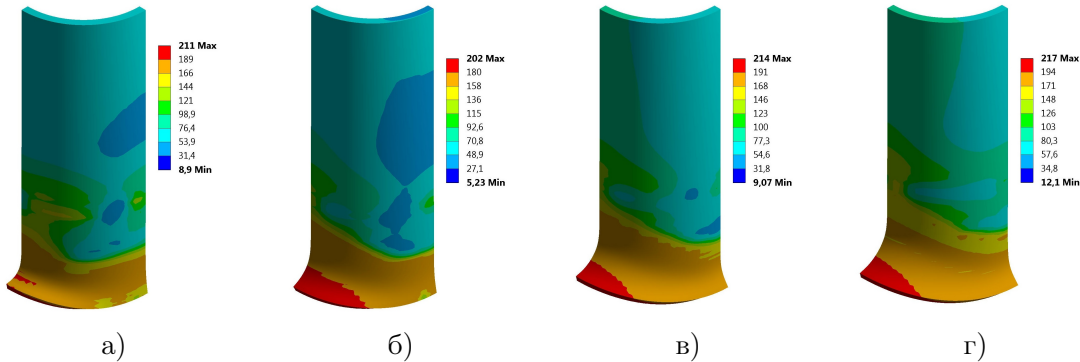 211 Max
189
166
144
121
98,9
76,4
53,9
31,4
8,9 Min
а)
202 Max
180
158
136
115
92,6
70,8
48,9
27,1
5,23 Min
б)
214 Max
191
168
146
123
100
77,3
54,6
31,8
9,07 Min
в)
217 Max
194
171
148
126
103
80,3
57,6
34,8
12,1 Min
г)